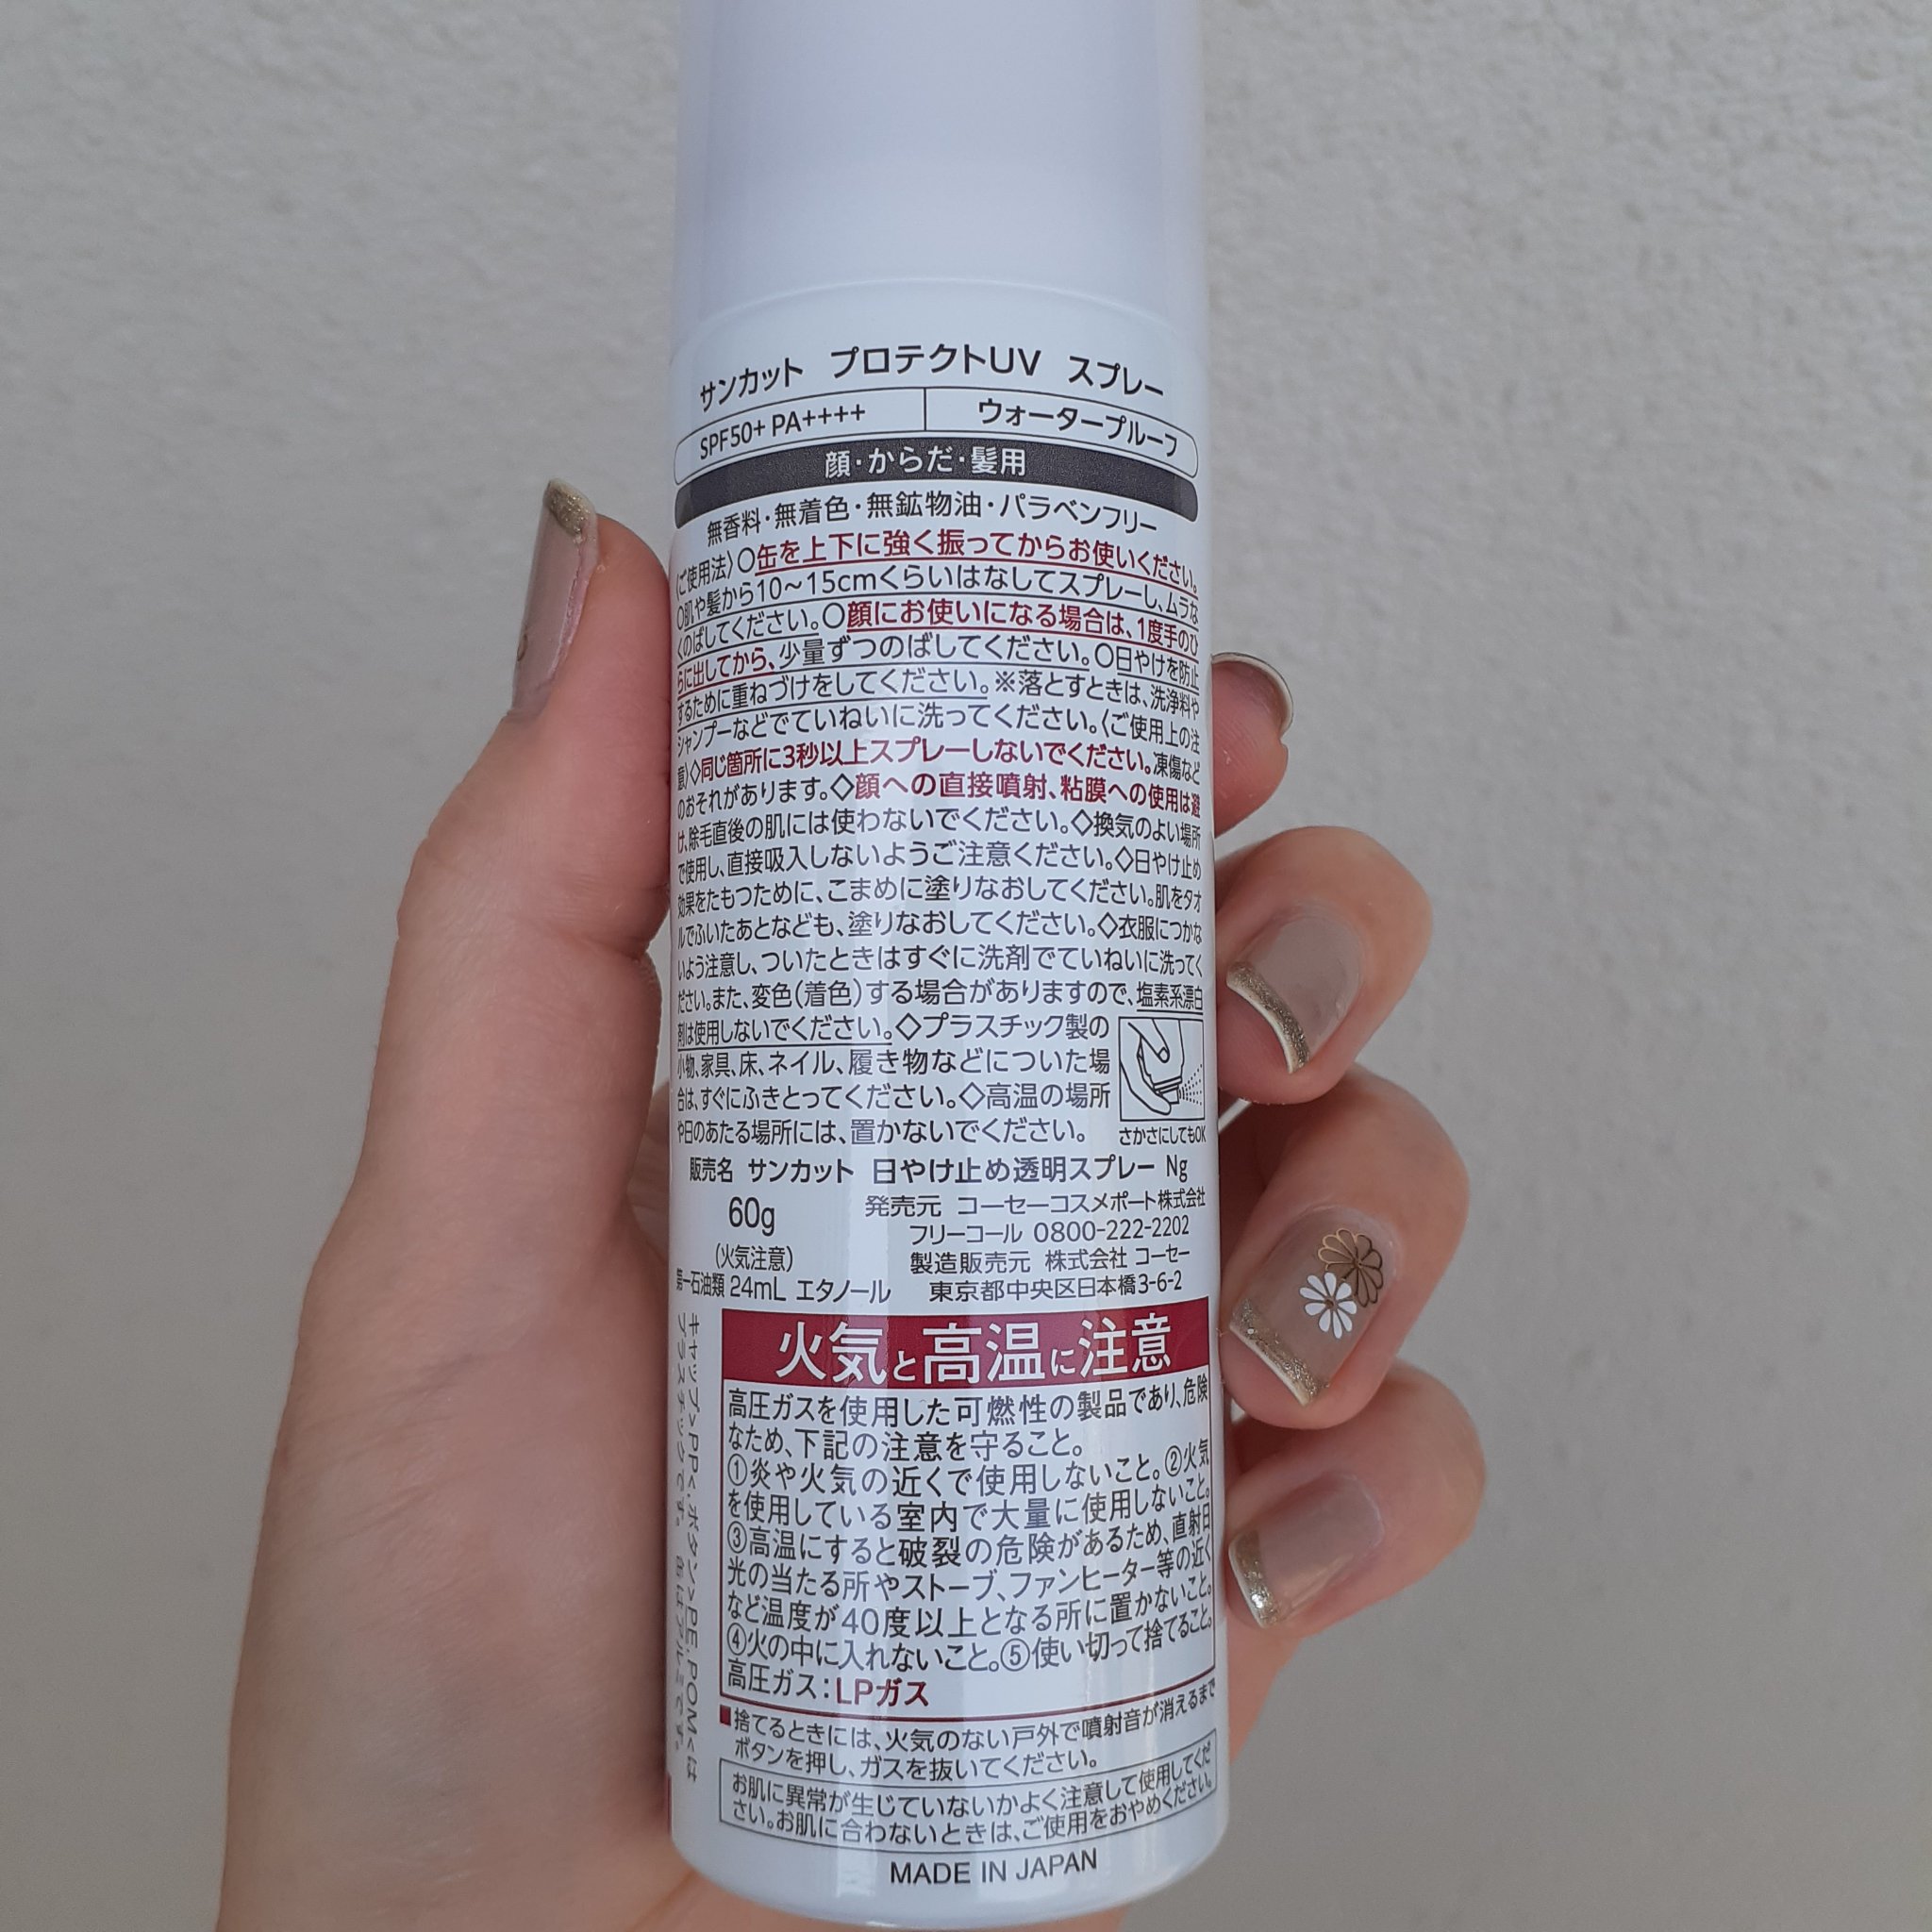 サンカット プロテクトUV スプレー
SPF50+ PA++++ ウォータープルーフ
顔・からだ・髪用
無香料・無着色・無鉱物油・パラベンフリー
〈ご使用法〉〇缶を上下に強く振ってからお使いください。
〇肌や髪から10～15cmくらいはなしてスプレーし、ムラな
くのばしてください。〇顔にお使いになる場合は、1度手のひ
らに出してから、少量ずつのばしてください。〇日やけを防止
するために重ねづけをしてください。※落とすときは、洗浄料や
シャンプーなどでていねいに洗ってください。〈ご使用上の注
意〉◇同じ箇所に3秒以上スプレーしないでください。凍傷など
のおそれがあります。◇顔への直接噴射、粘膜への使用は避
け、除毛直後の肌には使わないでください。◇換気のよい場所
で使用し、直接吸入しないようご注意ください。◇日やけ止め
効果をたもつために、こまめに塗りなおしてください。肌をタオ
ルでふいたあとなども、塗りなおしてください。◇衣服につかな
いよう注意し、ついたときはすぐに洗剤でていねいに洗ってく
ださい。また、変色(着色)する場合がありますので、塩素系漂白
剤は使用しないでください。◇プラスチック製の
小物、家具、床、ネイル、履き物などについた場
合は、すぐにふきとってください。◇高温の場所
や日のあたる場所には、置かないでください。
さかさにしてもOK
販売名 サンカット 日やけ止め透明スプレー Ng
60g
(火気注意)
第一石油類 24mL エタノール
発売元 コーセーコスメポート株式会社
フリーコール 0800-222-2202
製造販売元 株式会社 コーセー
東京都中央区日本橋3-6-2
キャップ>PP<、ボタン>PE,POM<は
プラスチックです。缶はアルミです。
火気と高温に注意
高圧ガスを使用した可燃性の製品であり、危険
なため、下記の注意を守ること。
①炎や火気の近くで使用しないこと。②火気
を使用している室内で大量に使用しないこと。
③高温にすると破裂の危険があるため、直射日
光の当たる所やストーブ、ファンヒーター等の近く
など温度が40度以上となる所に置かないこと。
④火の中に入れないこと。⑤使い切って捨てること。
高圧ガス:LPガス
■捨てるときには、火気のない戸外で噴射音が消えるまで
ボタンを押し、ガスを抜いてください。
お肌に異常が生じていないかよく注意して使用してくだ
さい。お肌に合わないときは、ご使用をおやめください。
MADE IN JAPAN